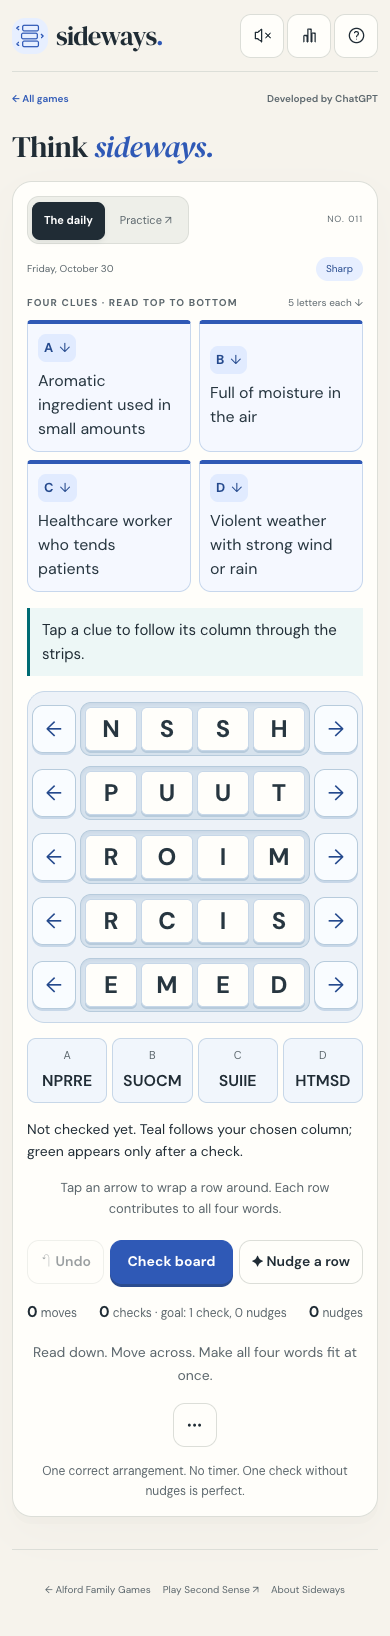 sideways.
← All games
Developed by ChatGPT
Think sideways.
The daily
Practice ↗
NO. 011
Friday, October 30
Sharp
FOUR CLUES · READ TOP TO BOTTOM
5 letters each ↓
A ↓
Aromatic
ingredient used in
small amounts
B ↓
Full of moisture in
the air
C ↓
Healthcare worker
who tends
patients
D ↓
Violent weather
with strong wind
or rain
Tap a clue to follow its column through the
strips.
← N S S H →
← P U U T →
← R O I M →
← R C I S →
← E M E D →
A B C D
NPRRE SUOCM SUIIE HTMSD
Not checked yet. Teal follows your chosen column;
green appears only after a check.
Tap an arrow to wrap a row around. Each row
contributes to all four words.
Undo
Check board
✦ Nudge a row
0 moves
0 checks · goal: 1 check, 0 nudges
0 nudges
Read down. Move across. Make all four words fit at
once.
···
One correct arrangement. No timer. One check without
nudges is perfect.
← Alford Family Games
Play Second Sense ↗
About Sideways